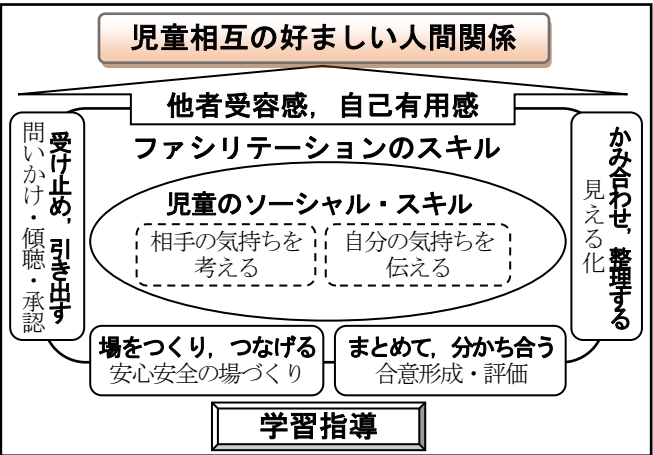 児童相互の好ましい人間関係
他者受容感，自己有用感
ファシリテーションのスキル
受け止め，引き出す
問いかけ・傾聴・承認
児童のソーシャル・スキル
相手の気持ちを
考える
自分の気持ちを
伝える
かみ合わせ，整理する
見える化
場をつくり，つなげる
安心安全の場づくり
まとめて，分かち合う
合意形成・評価
学習指導